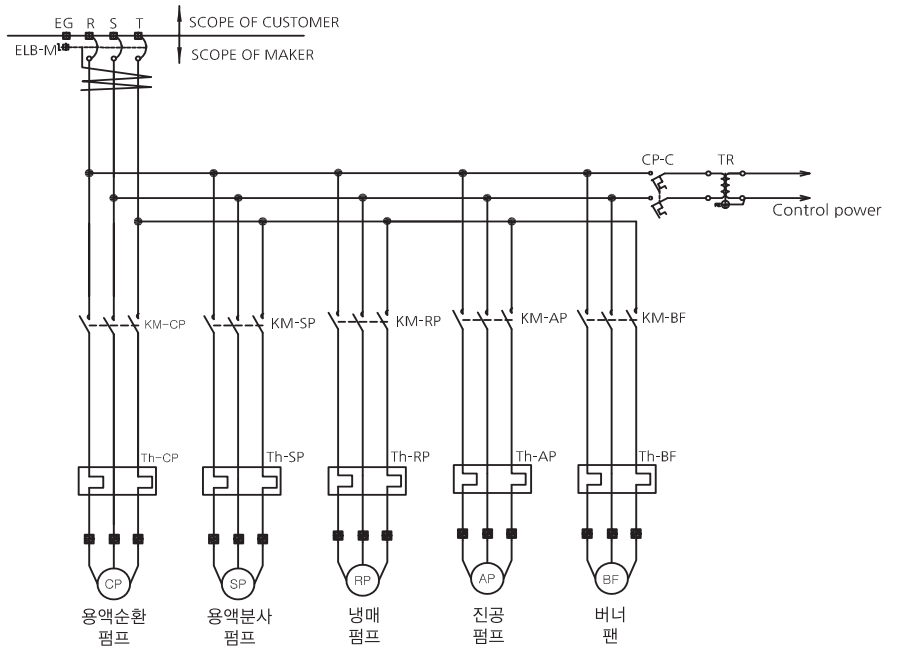 EG R S T
SCOPE OF CUSTOMER
ELB-M
SCOPE OF MAKER
CP-C
TR
Control power
KM-CP
KM-SP
KM-RP
KM-AP
KM-BF
Th-CP
Th-SP
Th-RP
Th-AP
Th-BF
CP
SP
RP
AP
BF
용액순환
펌프
용액분사
펌프
냉매
펌프
진공
펌프
버너
팬